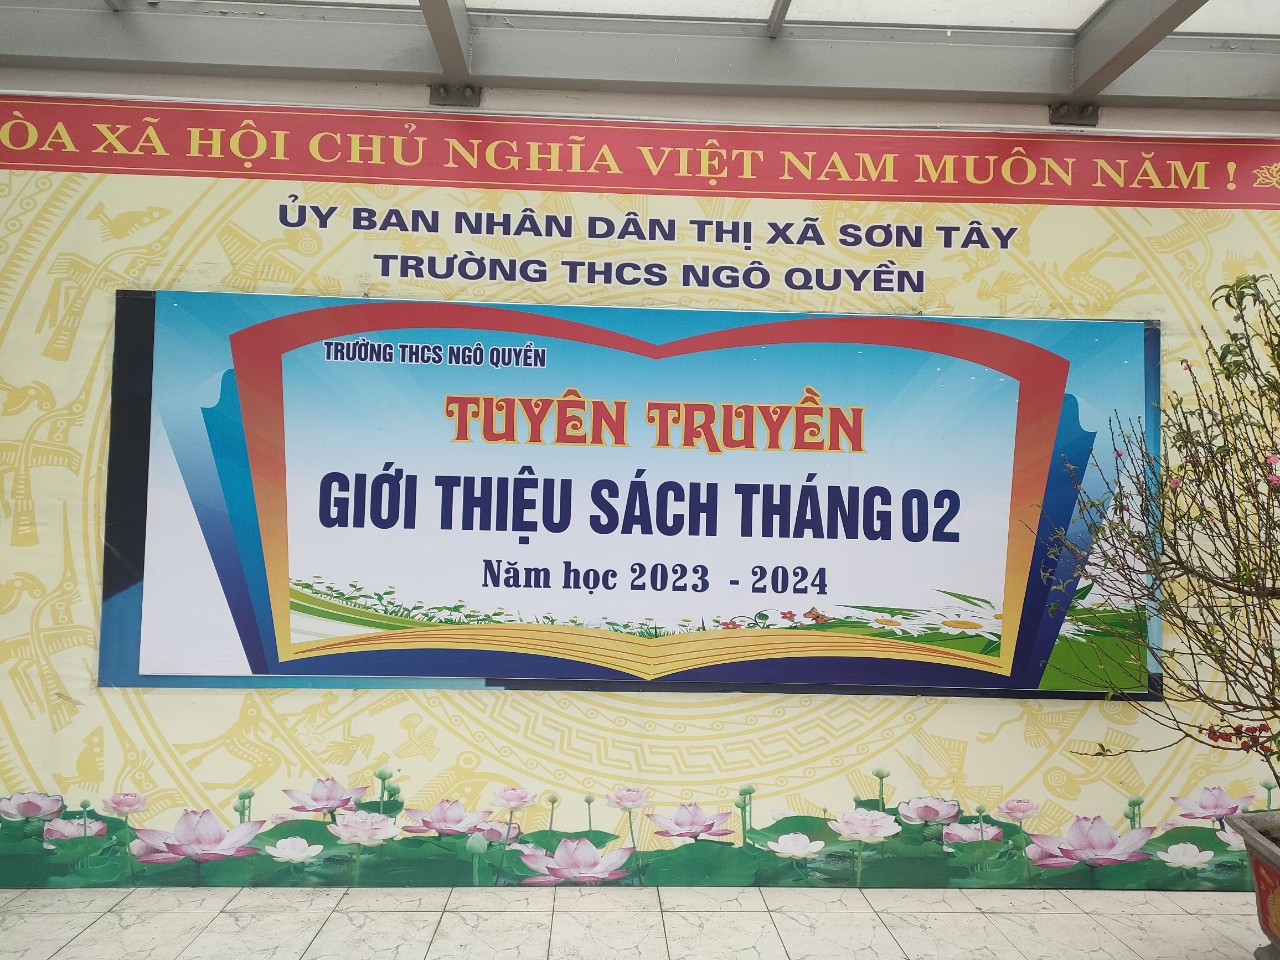 ÒA XÃ HỘI CHỦ NGHĨA VIỆT NAM MUÔN NĂM !
ỦY BAN NHÂN DÂN THỊ XÃ SƠN TÂY
TRƯỜNG THCS NGÔ QUYỀN
TRƯỜNG THCS NGÔ QUYỀN
TUYÊN TRUYỀN
GIỚI THIỆU SÁCH THÁNG 02
Năm học 2023 - 2024